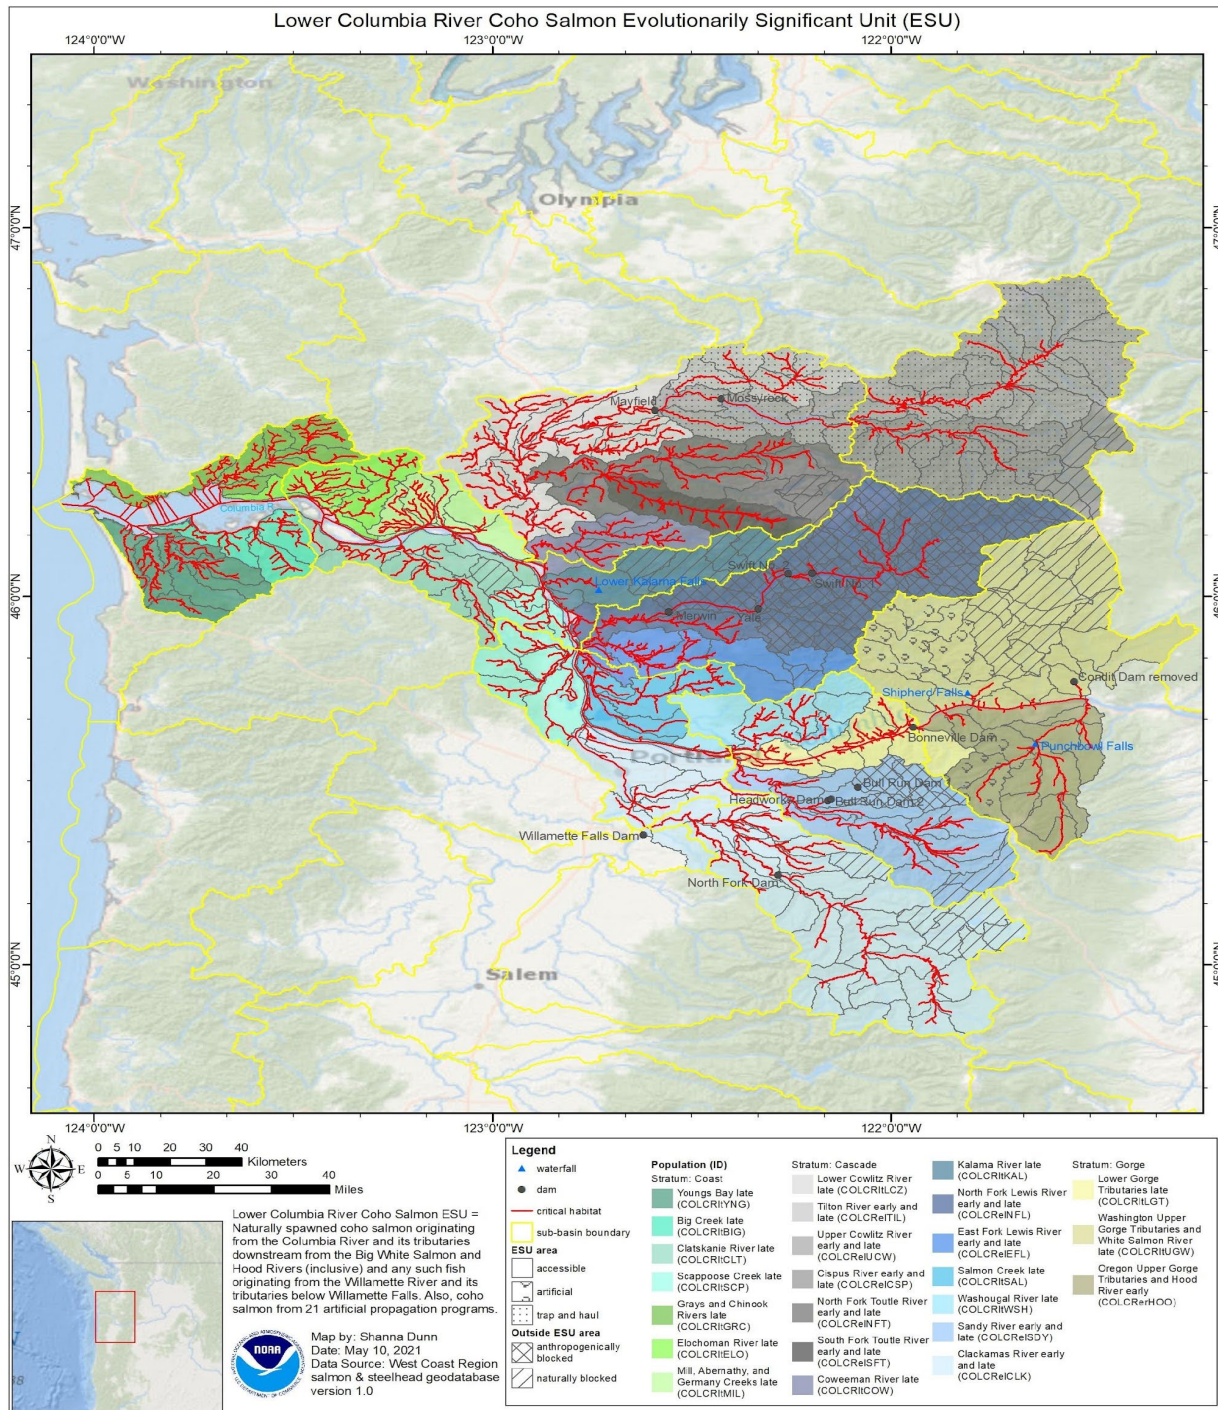 Lower Columbia River Coho Salmon Evolutionarily Significant Unit (ESU)
124°0'0"W
123°0'0"W
122°0'0"W
47°0'0"N
47°0'0"N
46°0'0"N
46°0'0"N
45°0'0"N
45°0'0"N
Washington
Olympia
Mayfield
Mossyrock
Columbia R
Swift No. 2
Swift No.
Lower Kalama Falls
Merwin
Yale
Condit Dam removed
Shipherd Falls
Bonneville Dam
Punchbowl Falls
Portland
Bull Run Dam 1
Headworks Dam
Bull Run Dam 2
Willamette Falls Dam
North Fork Dam
Salem
124°0'0"W
123°0'0"W
122°0'0"W
N
W
E
S
0 5 10 20 30 40
Kilometers
0 5 10 20 30 40
Miles
Lower Columbia River Coho Salmon ESU =
Naturally spawned coho salmon originating
from the Columbia River and its tributaries
downstream from the Big White Salmon and
Hood Rivers (inclusive) and any such fish
originating from the Willamette River and its
tributaries below Willamette Falls. Also, coho
salmon from 21 artificial propagation programs.
NOAA
Map by: Shanna Dunn
Date: May 10, 2021
Data Source: West Coast Region
salmon & steelhead geodatabase
version 1.0
Legend
waterfall
dam
critical habitat
sub-basin boundary
ESU area
accessible
artificial
trap and haul
Outside ESU area
anthropogenically
blocked
naturally blocked
Population (ID)
Stratum: Coast
Youngs Bay late
(COLCRltYNG)
Big Creek late
(COLCRltBIG)
Clatskanie River late
(COLCRltCLT)
Scappoose Creek late
(COLCRltSCP)
Grays and Chinook
Rivers late
(COLCRltGRC)
Elochoman River late
(COLCRltELO)
Mill, Abernathy, and
Germany Creeks late
(COLCRltMIL)
Stratum: Cascade
Lower Cowlitz River
late (COLCRltLCZ)
Tilton River early and
late (COLCRelTIL)
Upper Cowlitz River
early and late
(COLCRelUCW)
Cispus River early and
late (COLCRelCSP)
North Fork Toutle River
early and late
(COLCRelNFT)
South Fork Toutle River
early and late
(COLCRelSFT)
Coweeman River late
(COLCRltCOW)
Kalama River late
(COLCRltKAL)
North Fork Lewis River
early and late
(COLCRelNFL)
East Fork Lewis River
early and late
(COLCRelEFL)
Salmon Creek late
(COLCRltSAL)
Washougal River late
(COLCRltWSH)
Sandy River early and
late (COLCRelSDY)
Clackamas River early
and late
(COLCRelCLK)
Stratum: Gorge
Lower Gorge
Tributaries late
(COLCRltLGT)
Washington Upper
Gorge Tributaries and
White Salmon River
late (COLCRltUGW)
Oregon Upper Gorge
Tributaries and Hood
River early
(COLCRerHOO)